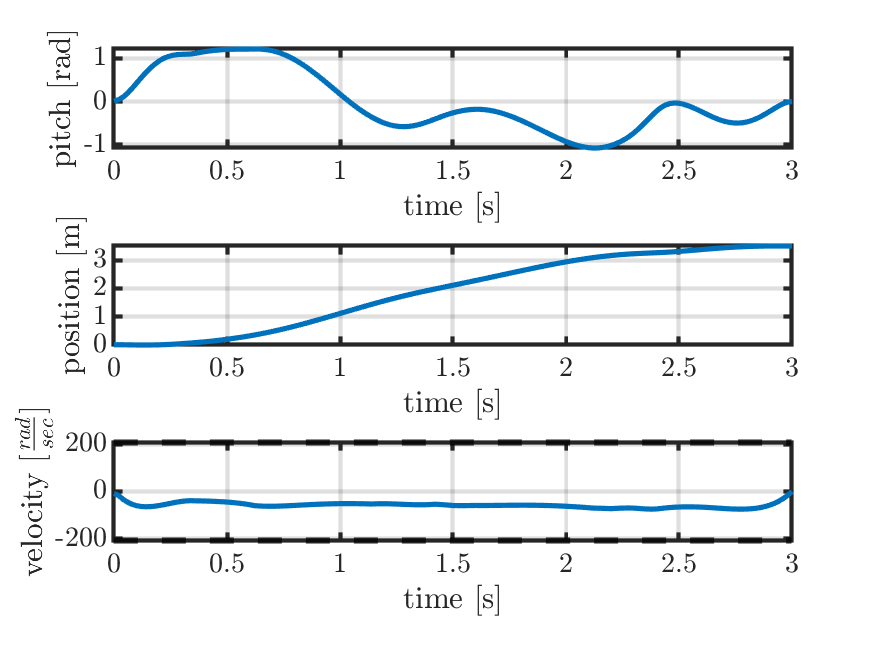 pitch [rad]
1
0
-1
0 0.5 1 1.5 2 2.5 3
time [s]
position [m]
3
2
1
0
0 0.5 1 1.5 2 2.5 3
time [s]
velocity [rad/sec]
200
0
-200
0 0.5 1 1.5 2 2.5 3
time [s]